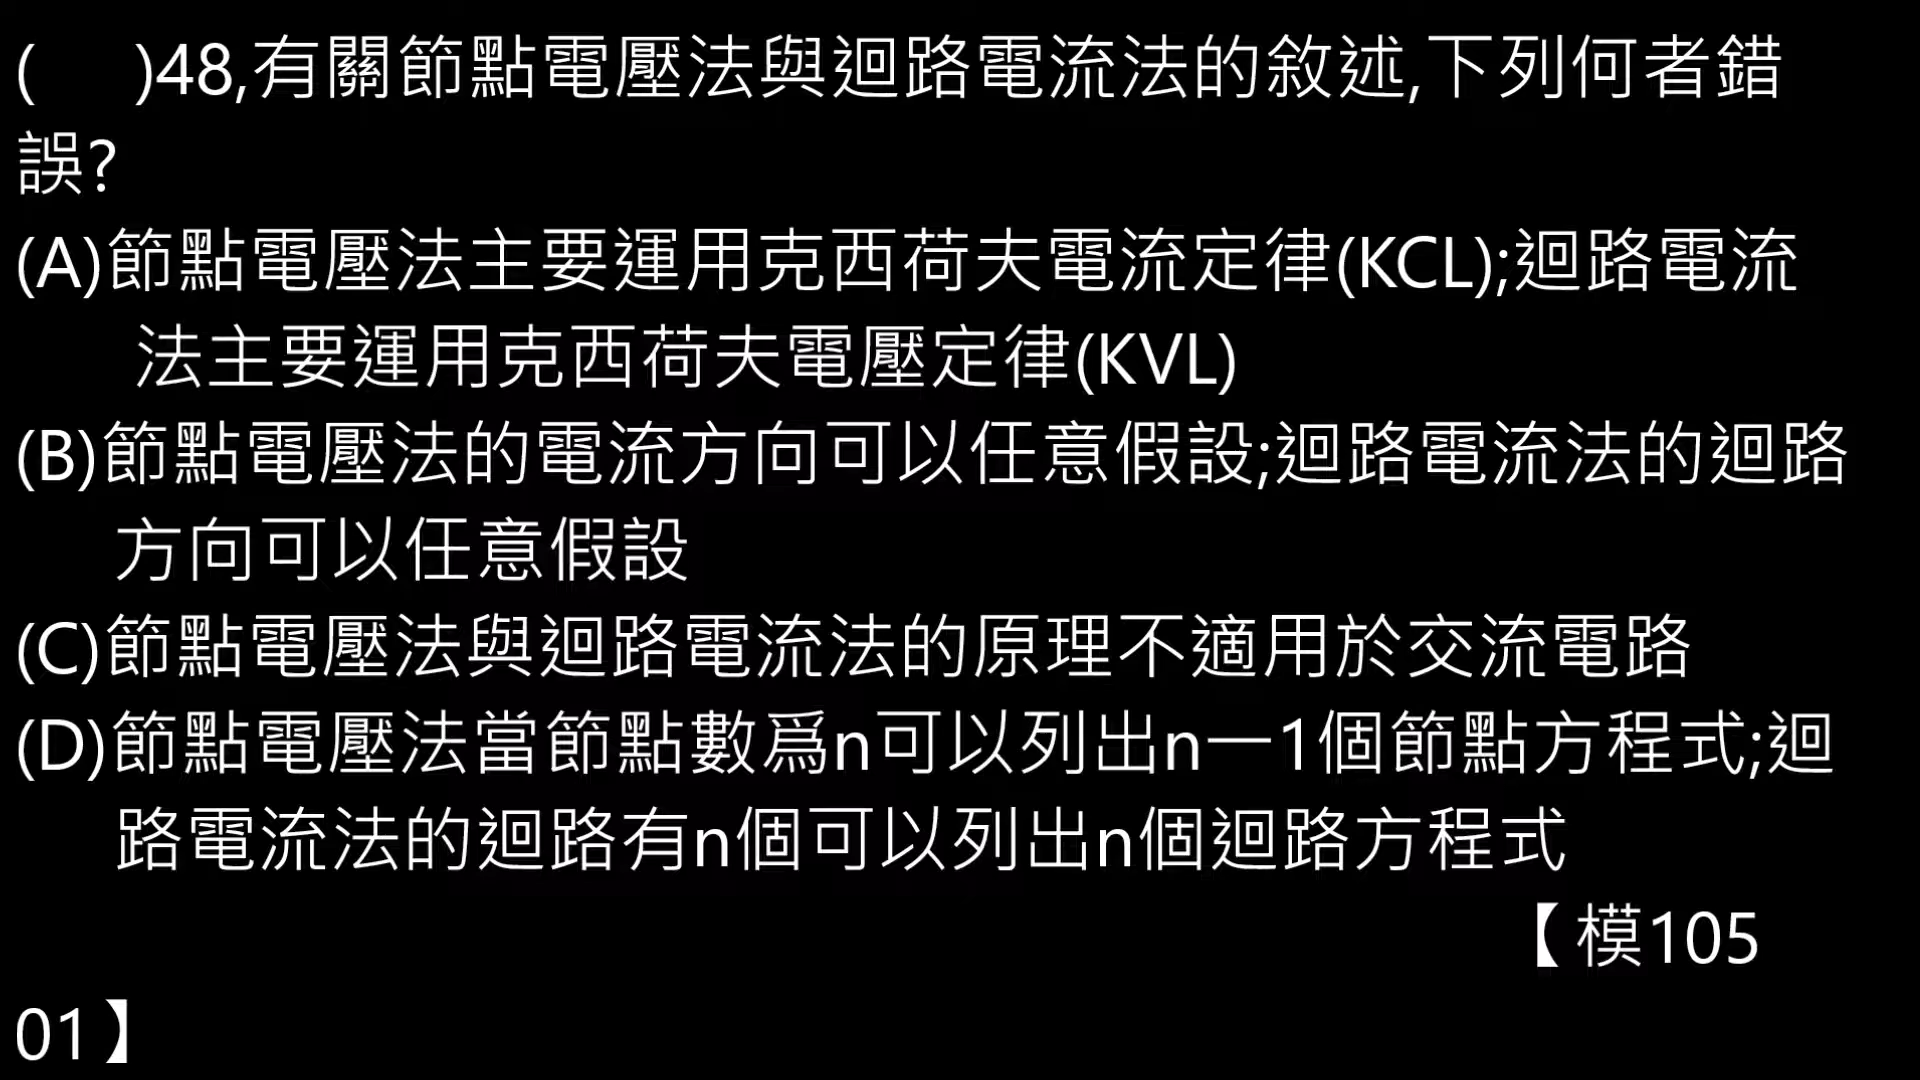 (　)48,有關節點電壓法與迴路電流法的敘述,下列何者錯
誤?
(A)節點電壓法主要運用克西荷夫電流定律(KCL);迴路電流
法主要運用克西荷夫電壓定律(KVL)
(B)節點電壓法的電流方向可以任意假設;迴路電流法的迴路
方向可以任意假設
(C)節點電壓法與迴路電流法的原理不適用於交流電路
(D)節點電壓法當節點數爲n可以列出n一1個節點方程式;迴
路電流法的迴路有n個可以列出n個迴路方程式
【模105
01】